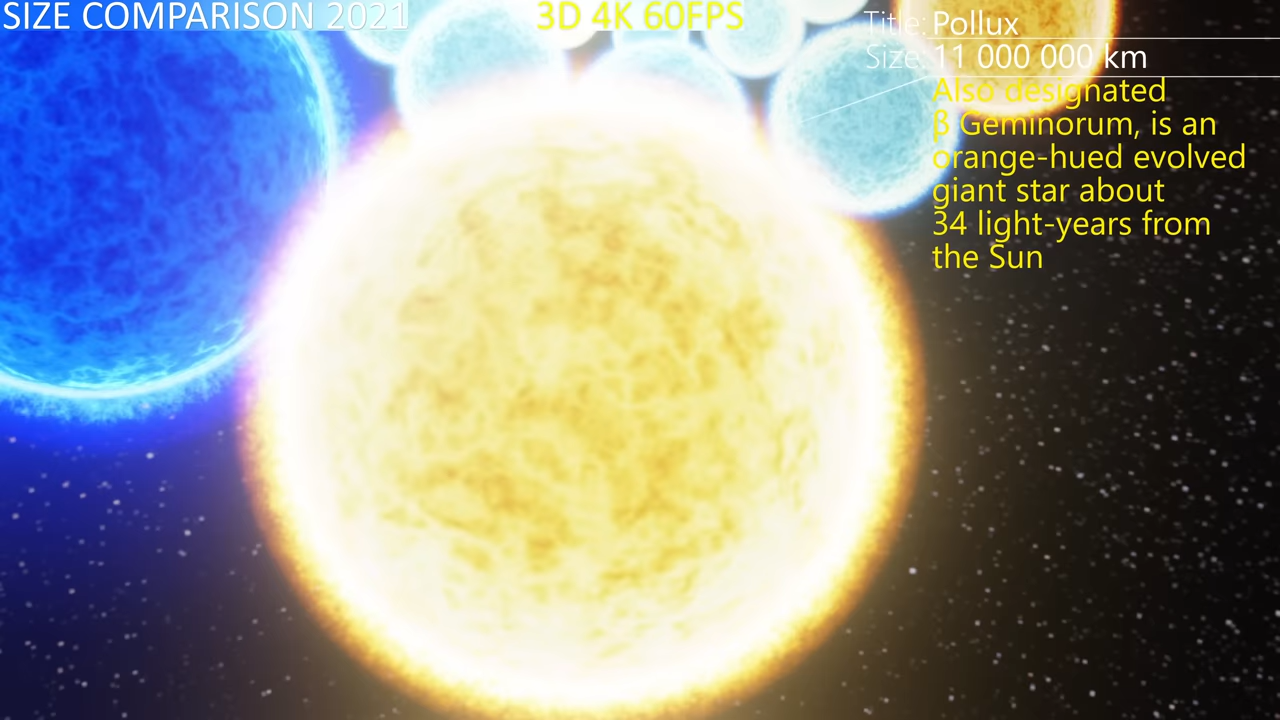 SIZE COMPARISON 2021
3D 4K 60FPS
Title: Pollux
Size: 11 000 000 km
Also designated
β Geminorum, is an
orange-hued evolved
giant star about
34 light-years from
the Sun